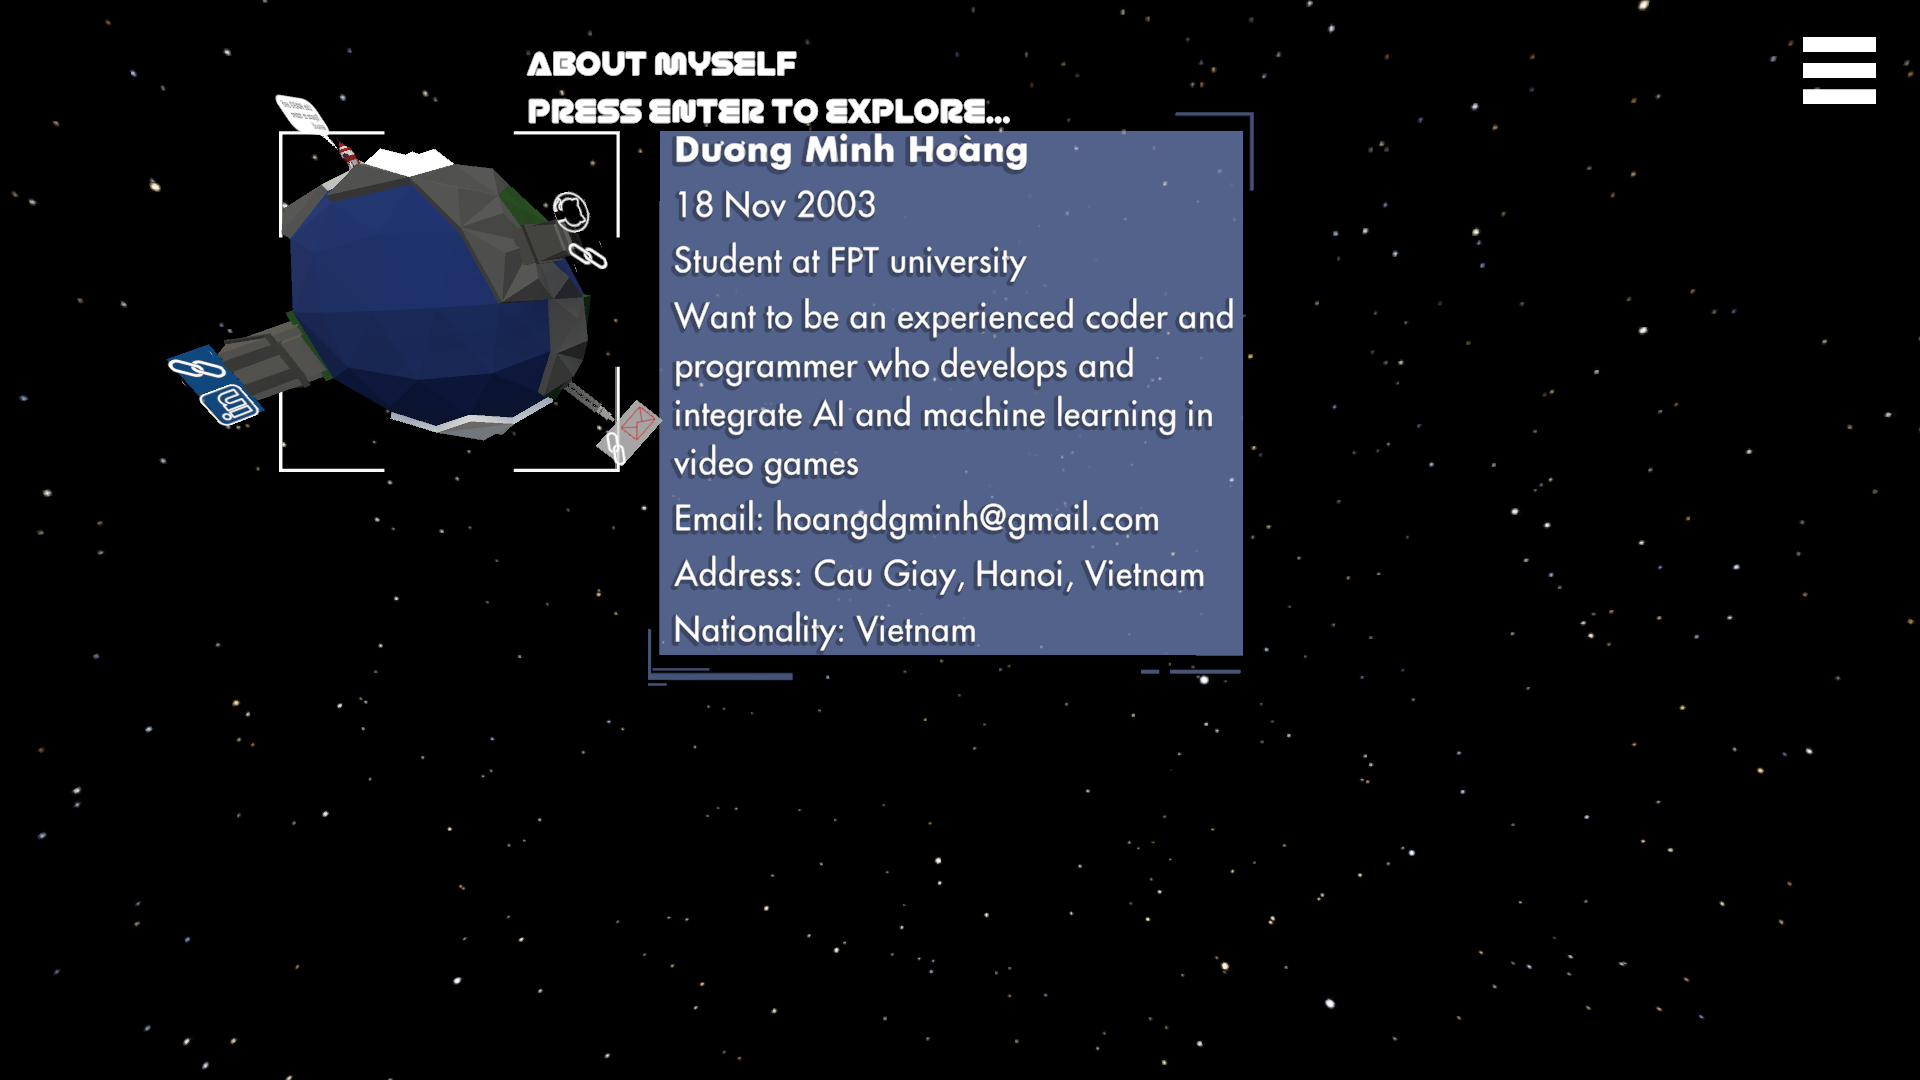 ABOUT MYSELF
PRESS ENTER TO EXPLORE...
Dương Minh Hoàng
18 Nov 2003
Student at FPT university
Want to be an experienced coder and
programmer who develops and
integrate AI and machine learning in
video games
Email: hoangdgminh@gmail.com
Address: Cau Giay, Hanoi, Vietnam
Nationality: Vietnam